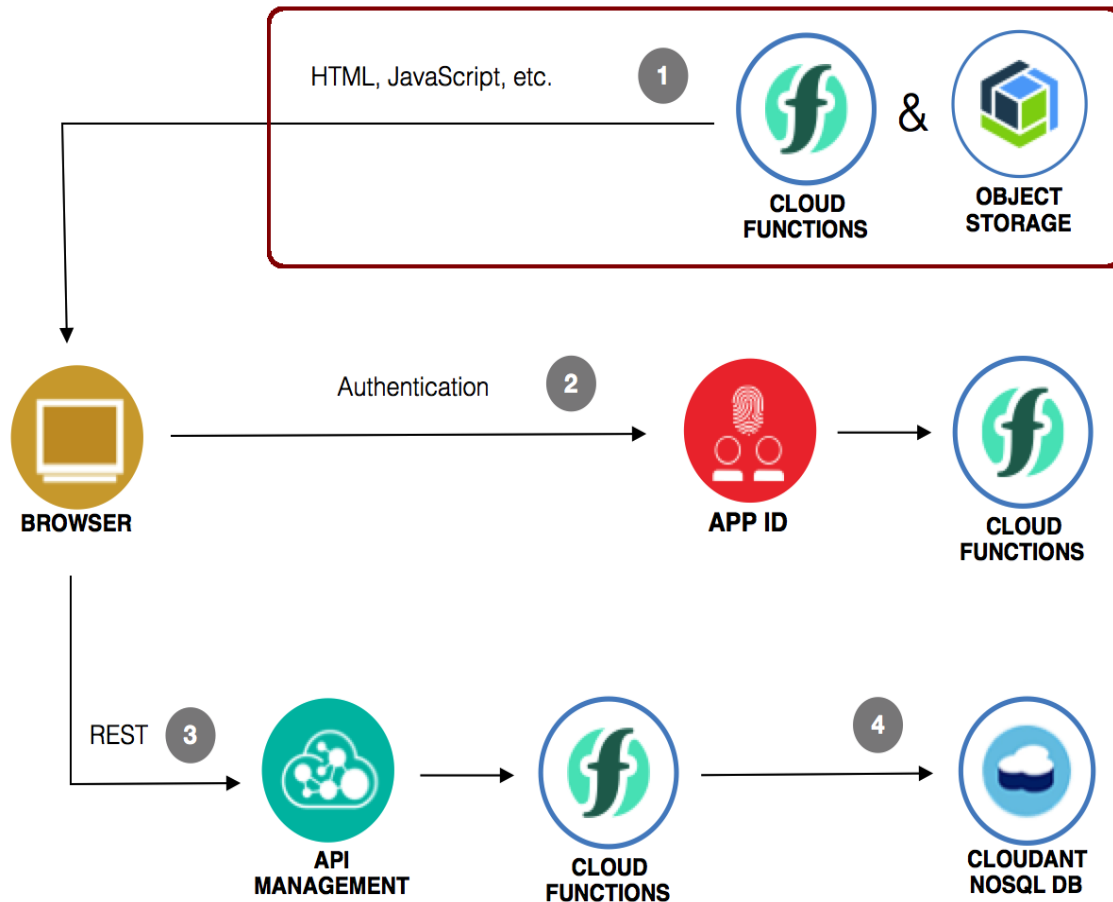 HTML, JavaScript, etc.
1
&
CLOUD
FUNCTIONS
OBJECT
STORAGE
Authentication
2
BROWSER
APP ID
CLOUD
FUNCTIONS
REST
3
4
API
MANAGEMENT
CLOUD
FUNCTIONS
CLOUDANT
NOSQL DB